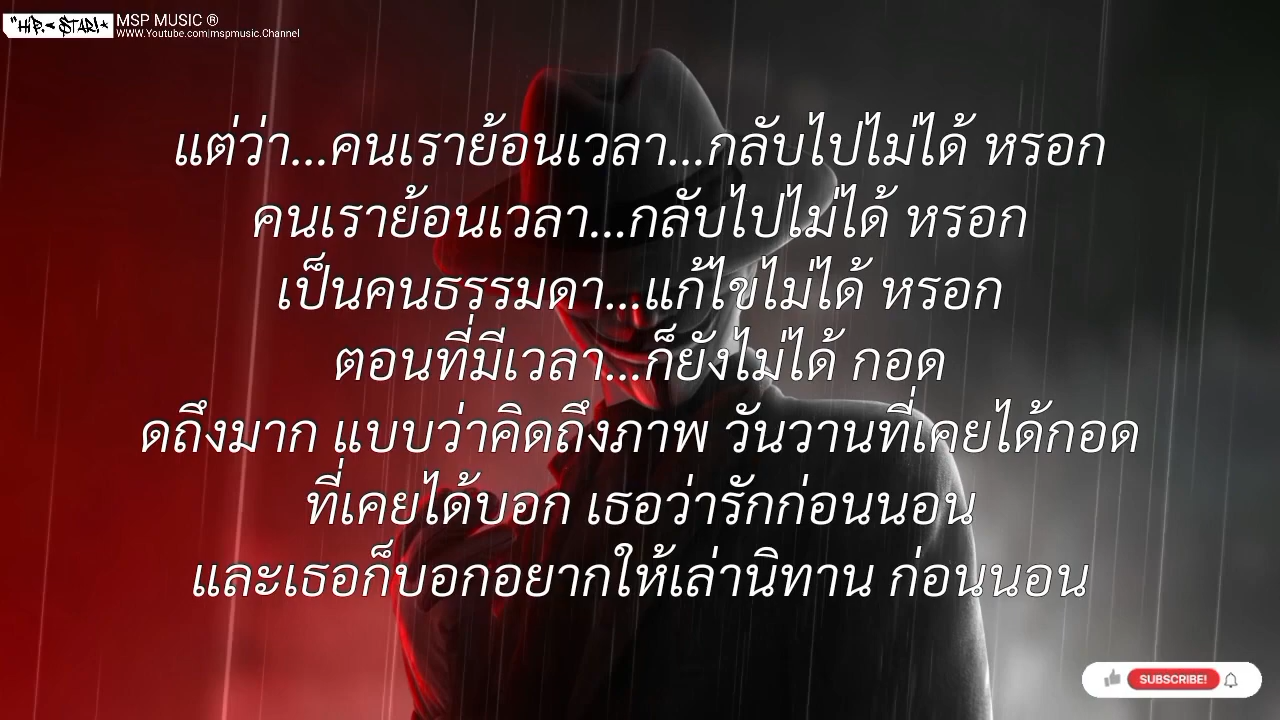 "HIP.< STAR!*
MSP MUSIC ®
WWW.Youtube.com|mspmusic.Channel
แต่ว่า...คนเราย้อนเวลา...กลับไปไม่ได้ หรอก
คนเราย้อนเวลา...กลับไปไม่ได้ หรอก
เป็นคนธรรมดา...แก้ไขไม่ได้ หรอก
ตอนที่มีเวลา...ก็ยังไม่ได้ กอด
ดถึงมาก แบบว่าคิดถึงภาพ วันวานที่เคยได้กอด
ที่เคยได้บอก เธอว่ารักก่อนนอน
และเธอก็บอกอยากให้เล่านิทาน ก่อนนอน
SUBSCRIBE!